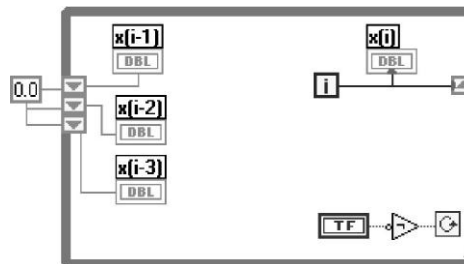 x(i-1)
DBL
x(i)
DBL
0.0
i
x(i-2)
DBL
x(i-3)
DBL
TF